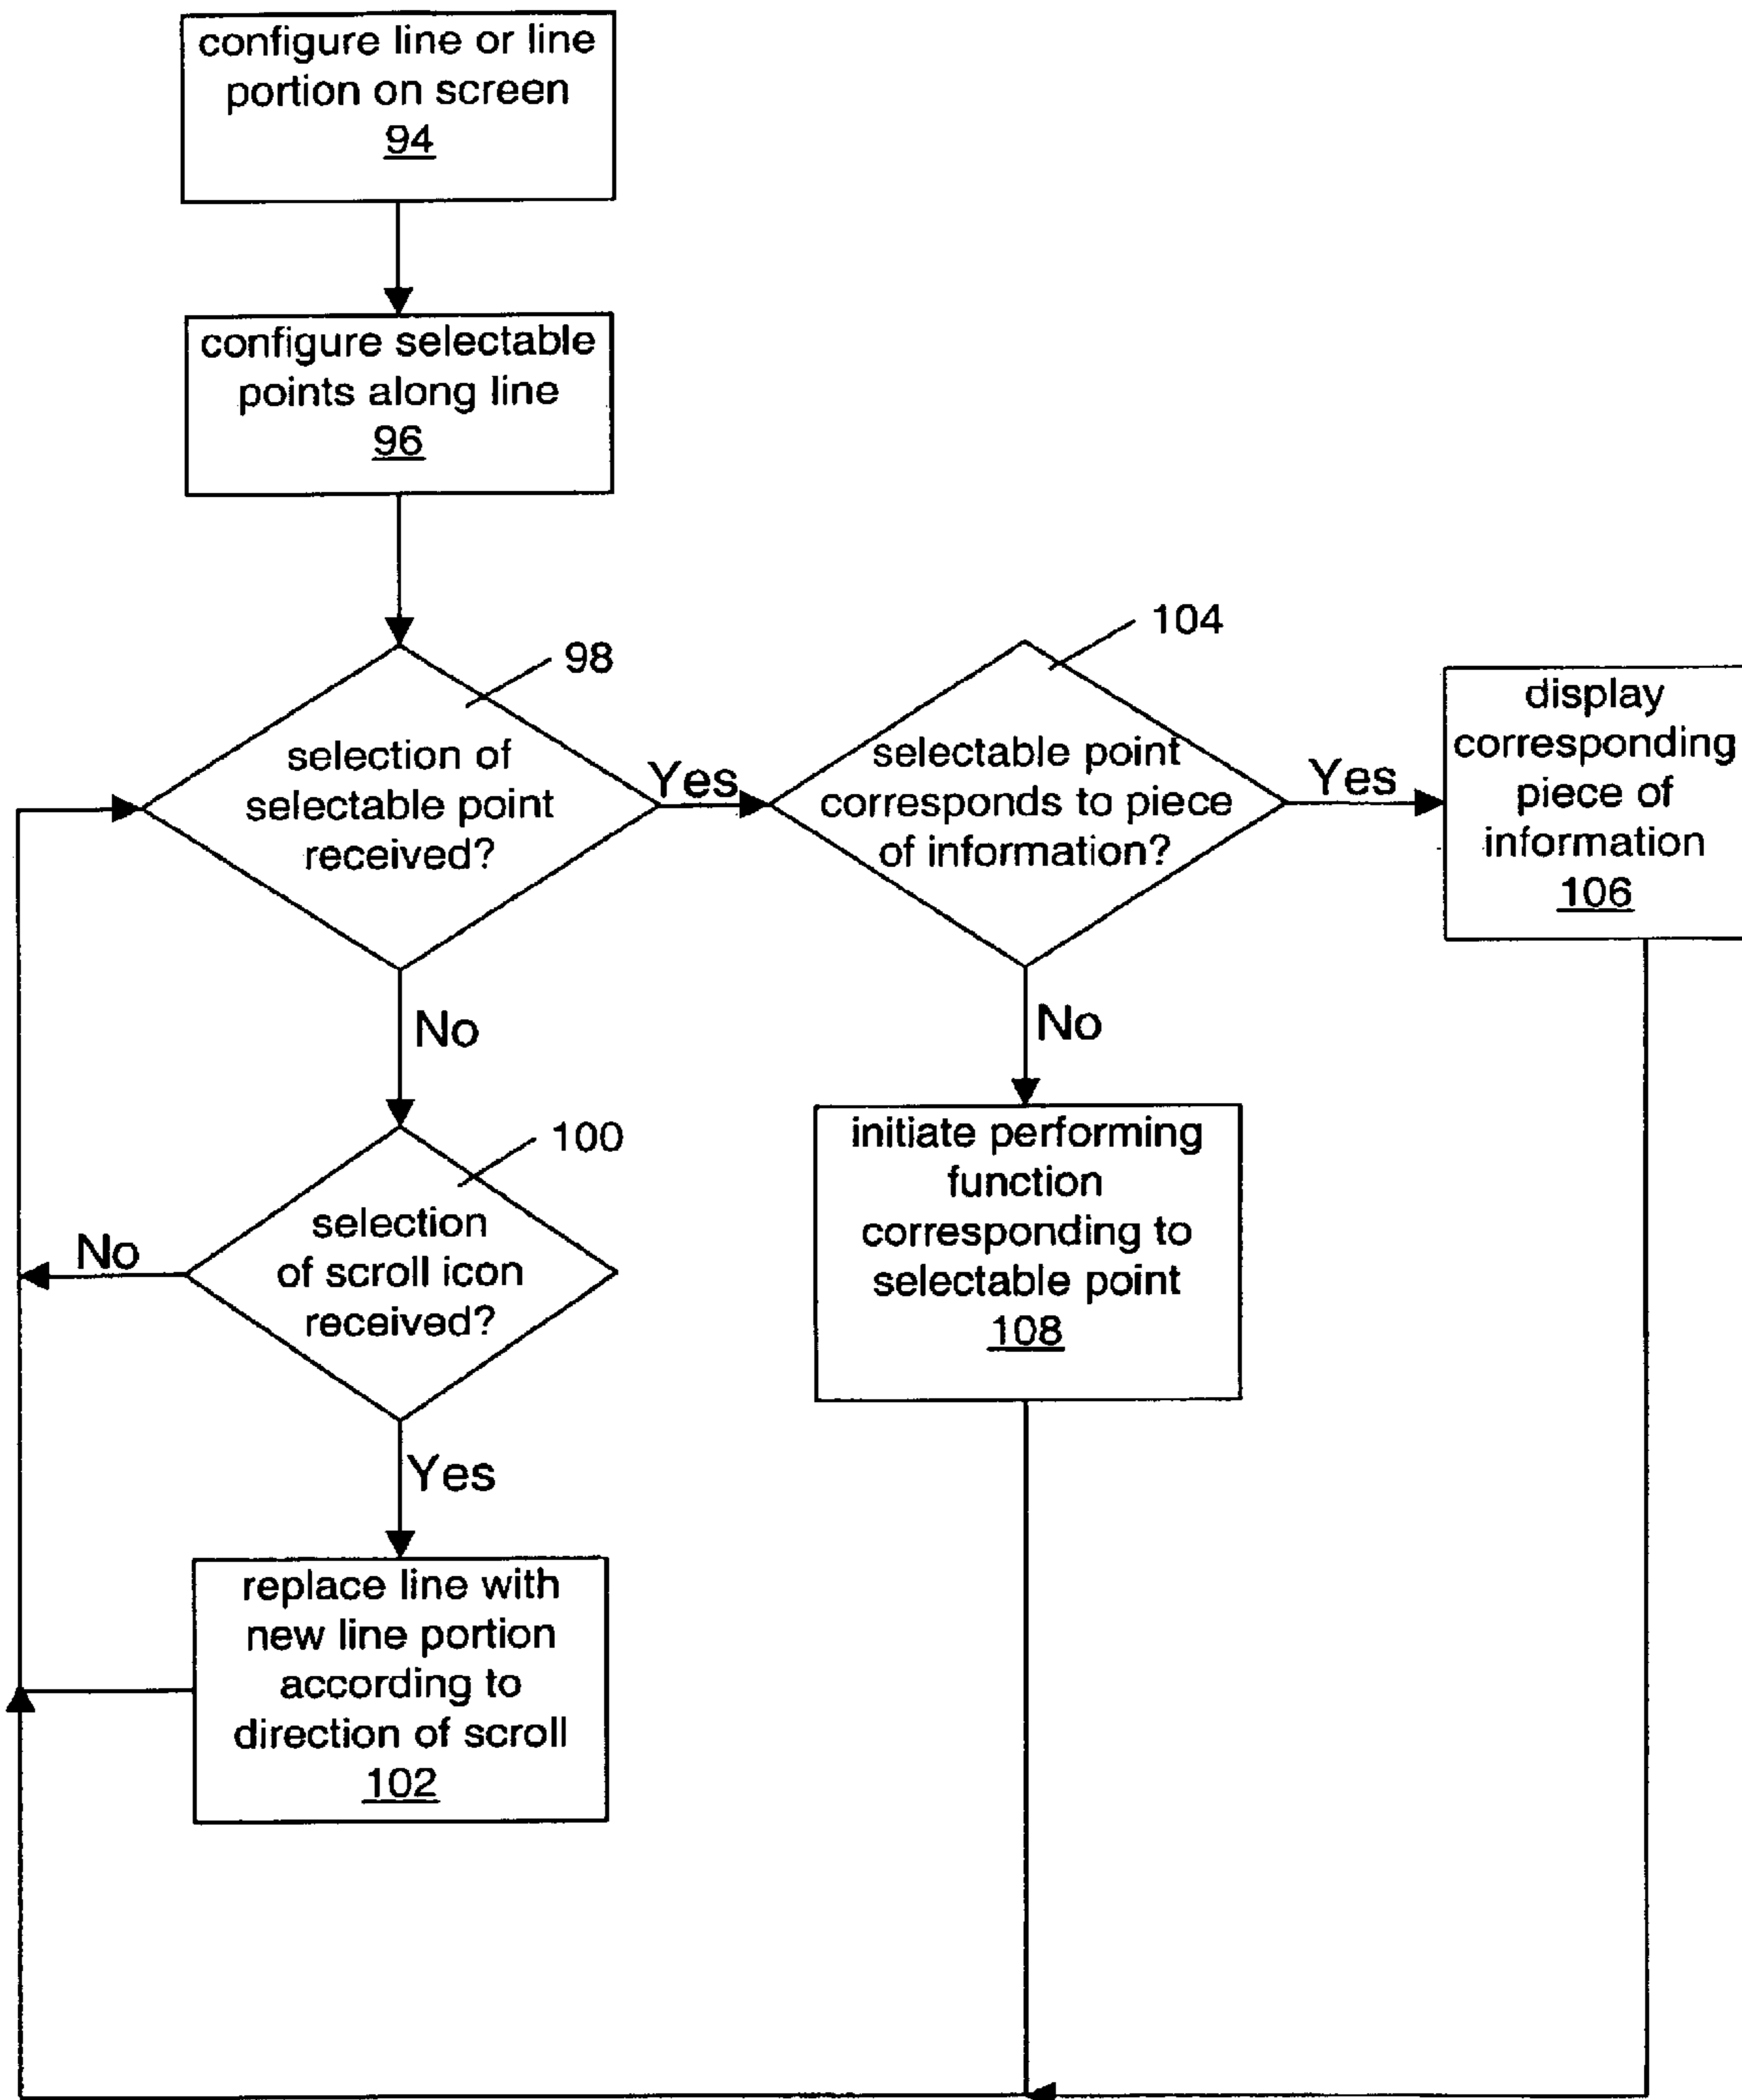 configure line or line
portion on screen
94
configure selectable
points along line
96
98
selection of
selectable point
received?
Yes
No
104
selectable point
corresponds to piece
of information?
Yes
No
display
corresponding
piece of
information
106
100
selection
of scroll icon
received?
No
Yes
initiate performing
function
corresponding to
selectable point
108
replace line with
new line portion
according to
direction of scroll
102